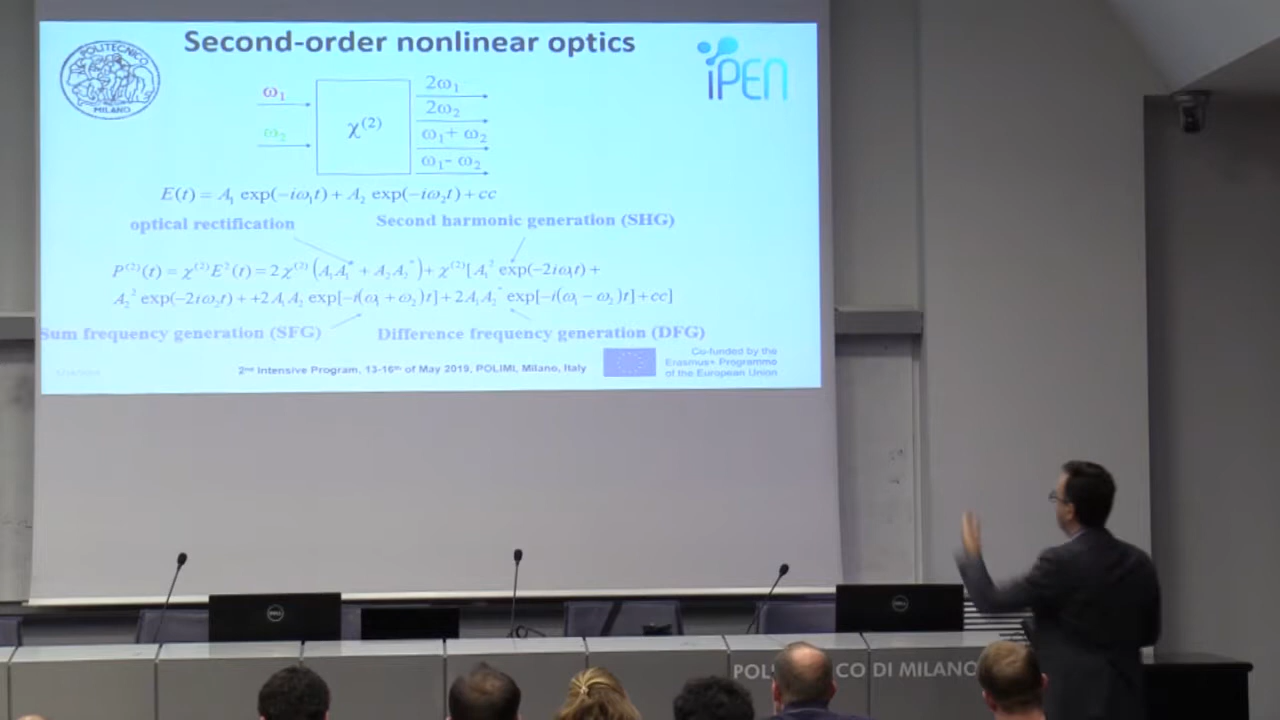 Second-order nonlinear optics
POLITECNICO
MILANO
iPEN
ω₁
ω₂
χ⁽²⁾
2ω₁
2ω₂
ω₁+ ω₂
ω₁- ω₂
E(t) = A₁ exp(−iω₁t) + A₂ exp(−iω₂t) + cc
optical rectification
Second harmonic generation (SHG)
P⁽²⁾(t) = χ⁽²⁾E²(t) = 2χ⁽²⁾(A₁A₁* + A₂A₂*) + χ⁽²⁾[A₁² exp(−2iω₁t) +
A₂² exp(−2iω₂t) + +2A₁A₂ exp[−i(ω₁ + ω₂)t] + 2A₁A₂* exp[−i(ω₁ − ω₂)t] + cc]
Sum frequency generation (SFG)
Difference frequency generation (DFG)
2nd Intensive Program, 13-16th of May 2019, POLIMI, Milano, Italy
Co-funded by the
Erasmus+ Programme
of the European Union
DELL
DELL
CO DI MILANO